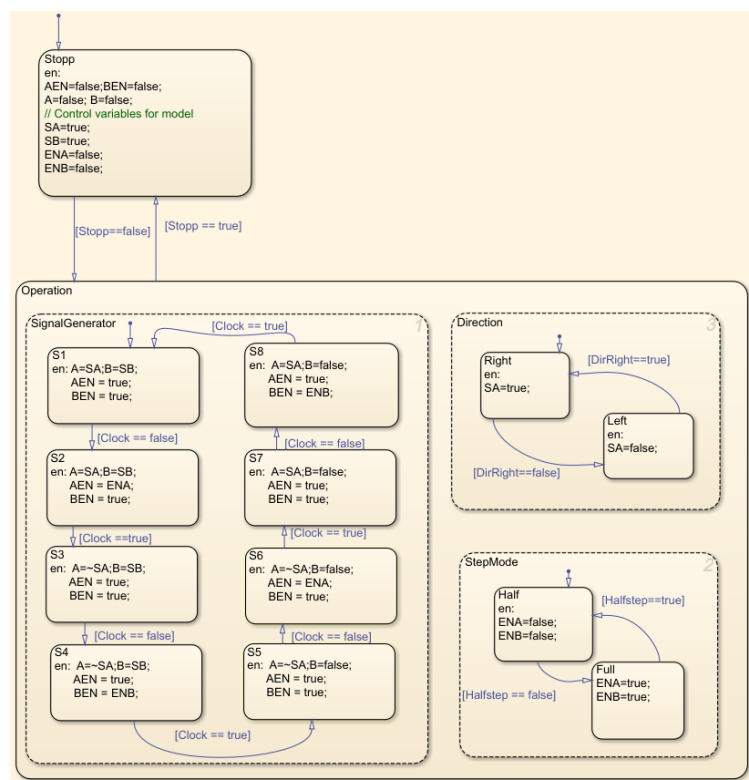 Stopp
en:
AEN=false;BEN=false;
A=false; B=false;
// Control variables for model
SA=true;
SB=true;
ENA=false;
ENB=false;
[Stopp==false]
[Stopp == true]
Operation
SignalGenerator
1
[Clock == true]
S1
en: A=SA;B=SB;
AEN = true;
BEN = true;
[Clock == false]
S2
en: A=SA;B=SB;
AEN = ENA;
BEN = true;
[Clock ==true]
S3
en: A=~SA;B=SB;
AEN = true;
BEN = true;
[Clock == false]
S4
en: A=~SA;B=SB;
AEN = true;
BEN = ENB;
[Clock == true]
S8
en: A=SA;B=false;
AEN = true;
BEN = ENB;
[Clock == false]
S7
en: A=SA;B=false;
AEN = true;
BEN = true;
[Clock == true]
S6
en: A=~SA;B=false;
AEN = ENA;
BEN = true;
[Clock == false]
S5
en: A=~SA;B=false;
AEN = true;
BEN = true;
Direction
3
Right
en:
SA=true;
[DirRight==true]
Left
en:
SA=false;
[DirRight==false]
StepMode
2
Half
en:
ENA=false;
ENB=false;
[Halfstep==true]
Full
ENA=true;
ENB=true;
[Halfstep == false]